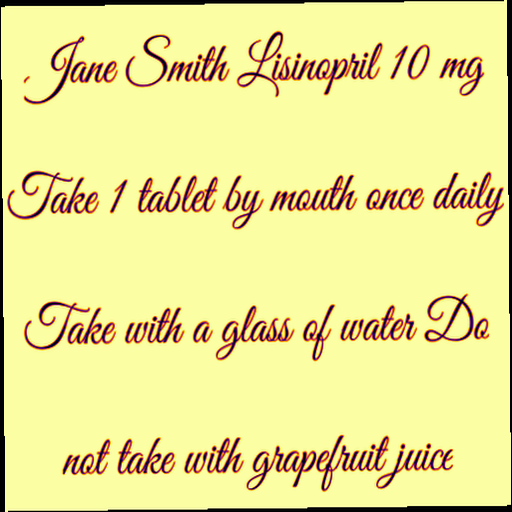 Jane Smith Lisinopril 10 mg
Take 1 tablet by mouth once daily
Take with a glass of water Do
not take with grapefruit juice